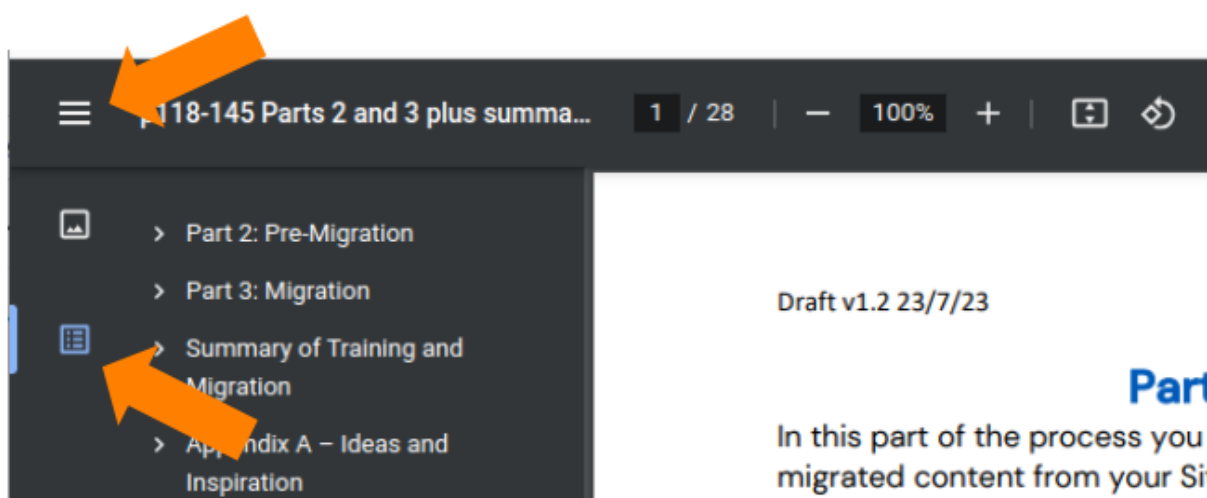 p118-145 Parts 2 and 3 plus summa... 1 / 28 | − 100% + |
Part 2: Pre-Migration
Part 3: Migration
Summary of Training and
Migration
Appendix A – Ideas and
Inspiration
Draft v1.2 23/7/23
Part
In this part of the process you
migrated content from your